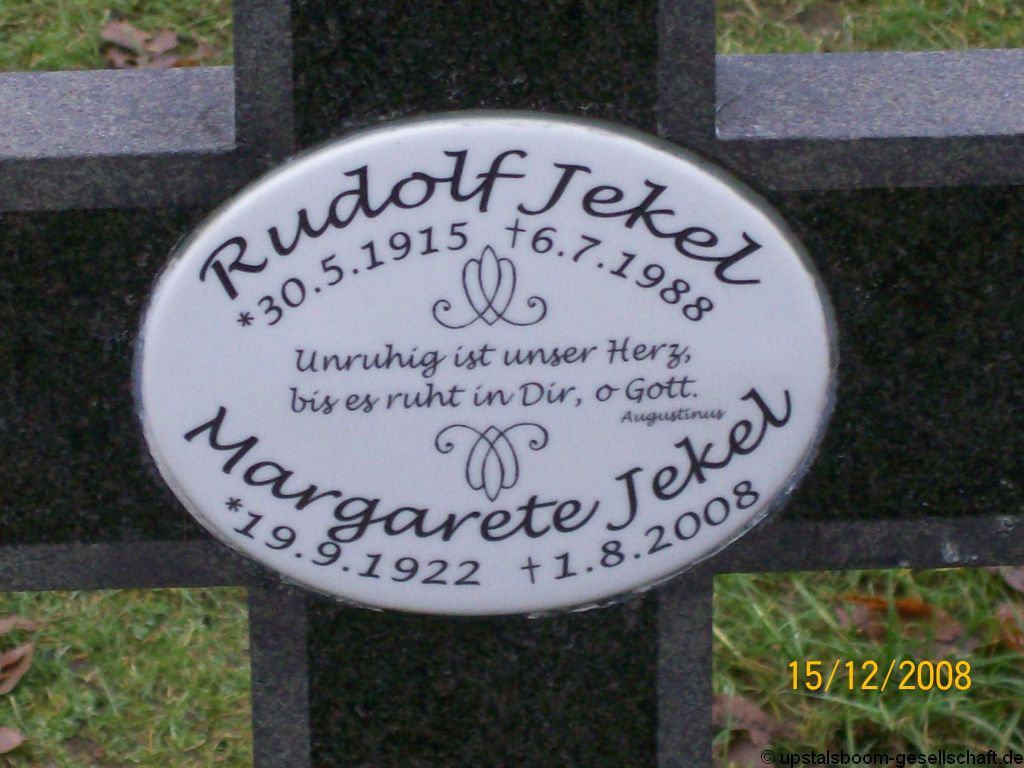 Rudolf Jekel
*30.5.1915 †6.7.1988
Unruhig ist unser Herz,
bis es ruht in Dir, o Gott.
Augustinus
Margarete Jekel
*19.9.1922 †1.8.2008
15/12/2008
© upstalsboom-gesellschaft.de